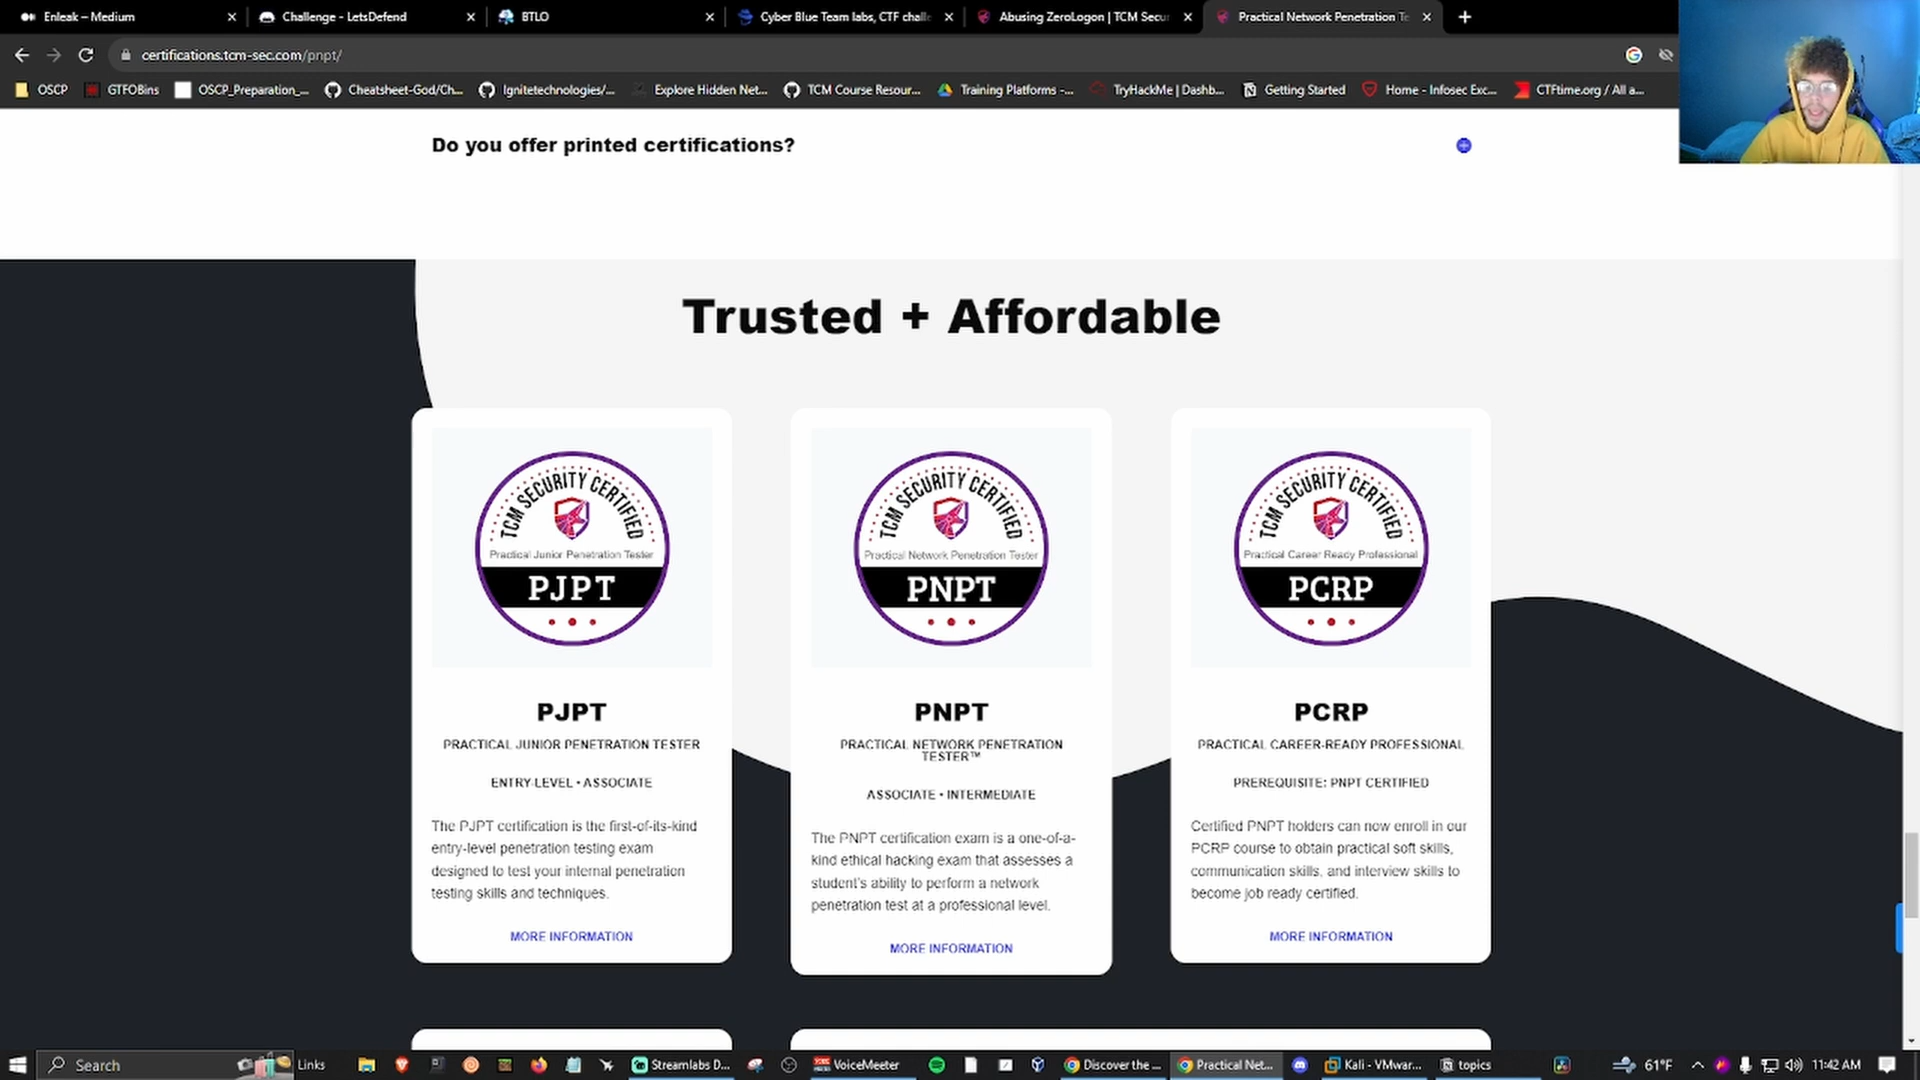 Enleak – Medium
Challenge - LetsDefend
BTLO
Cyber Blue Team labs, CTF chall
Abusing ZeroLogon | TCM Secur
Practical Network Penetration Te
certifications.tcm-sec.com/pnpt/
OSCP
GTFOBins
OSCP_Preparation_...
Cheatsheet-God/Ch...
Ignitetechnologies/...
Explore Hidden Net...
TCM Course Resour...
Training Platforms -...
TryHackMe | Dashb...
Getting Started
Home - Infosec Exc...
CTFtime.org / All a...
Do you offer printed certifications?
Trusted + Affordable
TCM SECURITY CERTIFIED
Practical Junior Penetration Tester
PJPT
TCM SECURITY CERTIFIED
Practical Network Penetration Tester
PNPT
TCM SECURITY CERTIFIED
Practical Career Ready Professional
PCRP
PJPT
PRACTICAL JUNIOR PENETRATION TESTER
ENTRY-LEVEL • ASSOCIATE
The PJPT certification is the first-of-its-kind
entry-level penetration testing exam
designed to test your internal penetration
testing skills and techniques.
MORE INFORMATION
PNPT
PRACTICAL NETWORK PENETRATION
TESTER™
ASSOCIATE • INTERMEDIATE
The PNPT certification exam is a one-of-a-
kind ethical hacking exam that assesses a
student's ability to perform a network
penetration test at a professional level.
MORE INFORMATION
PCRP
PRACTICAL CAREER-READY PROFESSIONAL
PREREQUISITE: PNPT CERTIFIED
Certified PNPT holders can now enroll in our
PCRP course to obtain practical soft skills,
communication skills, and interview skills to
become job ready certified.
MORE INFORMATION
Search
Links
Streamlabs D...
VoiceMeeter
Discover the ...
Practical Net...
Kali - VMwar...
topics
61°F
11:42 AM